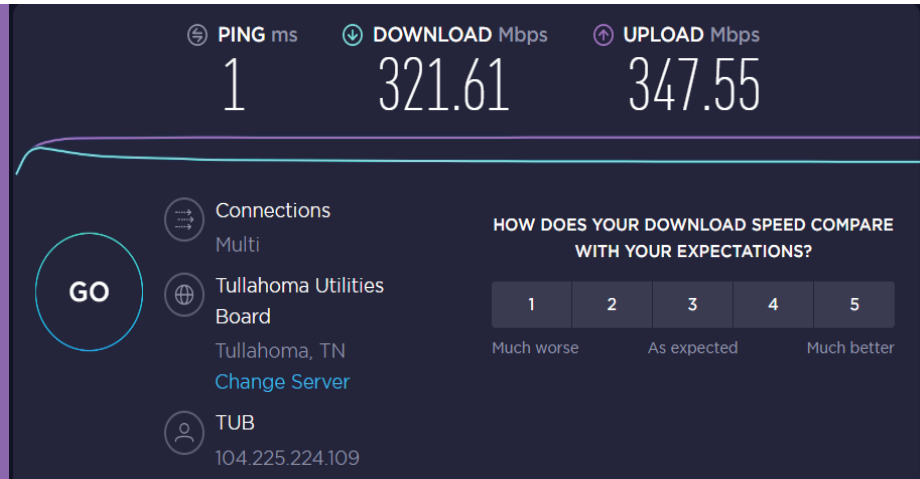 PING ms
DOWNLOAD Mbps
UPLOAD Mbps
1
321.61
347.55
Connections
Multi
GO
Tullahoma Utilities
Board
Tullahoma, TN
Change Server
TUB
104.225.224.109
HOW DOES YOUR DOWNLOAD SPEED COMPARE
WITH YOUR EXPECTATIONS?
1 2 3 4 5
Much worse As expected Much better